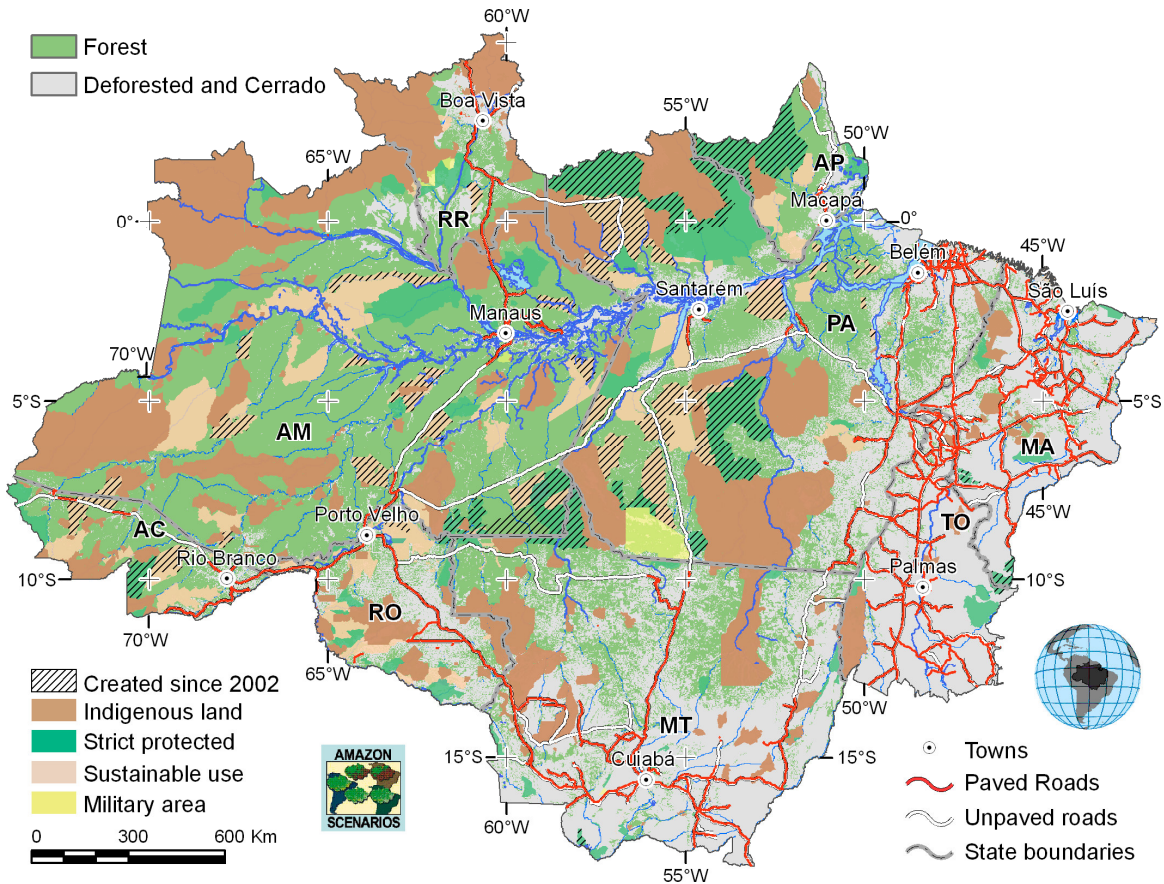 60°W
Forest
Deforested and Cerrado
Boa Vista
55°W
50°W
65°W
AP
RR
Macapá
0°
0°
Belém
45°W
Santarém
São Luís
Manaus
PA
70°W
5°S
5°S
AM
MA
45°W
AC
Porto Velho
TO
Rio Branco
Palmas
10°S
10°S
RO
70°W
65°W
Created since 2002
Indigenous land
50°W
MT
Strict protected
AMAZON
15°S
Cuiabá
15°S
Towns
Sustainable use
Paved Roads
Military area
SCENARIOS
60°W
Unpaved roads
0 300 600 Km
State boundaries
55°W